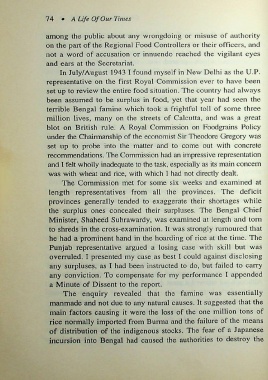 74 • A Life Of Our Times
among the public about any wrongdoing or misuse of authority
on the part of the Regional Food Controllers or their officers, and
not a word of accusation or innuendo reached the vigilant eyes
and ears at the Secretariat.
In July/August 1943 I found myself in New Delhi as the U.P.
representative on the first Royal Commission ever to have been
set up to review the entire food situation. The country had always
been assumed to be surplus in food, yet that year had seen the
terrible Bengal famine which took a frightful toll of some three
million lives, many on the streets of Calcutta, and was a great
blot on British rule. A Royal Commission on Foodgrains Policy
under the Chairmanship of the economist Sir Theodore Gregory was
set up to probe into the matter and to come out with concrete
recommendations. The Commission had an impressive representation
and I felt wholly inadequate to the task, especially as its main concern
was with wheat and rice, with which I had not directly dealt.
The Commission met for some six weeks and examined at
length representatives from all the provinces. The deficit
provinces generally tended to exaggerate their shortages while
the surplus ones concealed their surpluses. The Bengal Chief
Minister, Shaheed Suhrawardy, was examined at length and torn
to shreds in the cross-examination. It was strongly rumoured that
he had a prominent hand in the hoarding of rice at the time. The
Punjab representative argued a losing case with skill but was
overruled. I presented my case as best I could against disclosing
any surpluses, as I had been instructed to do, but failed to carry
any conviction. To compensate for my performance I appended
a Minute of Dissent to the report.
The enquiry revealed that the famine was essentially
manmade and not due to any natural causes. It suggested that the
main factors causing it were the loss of the one million tons of
rice normally imported from Burma and the failure of the means
of distribution of the indigenous stocks. The fear of a Japanese
incursion into Bengal had caused the authorities to destroy the